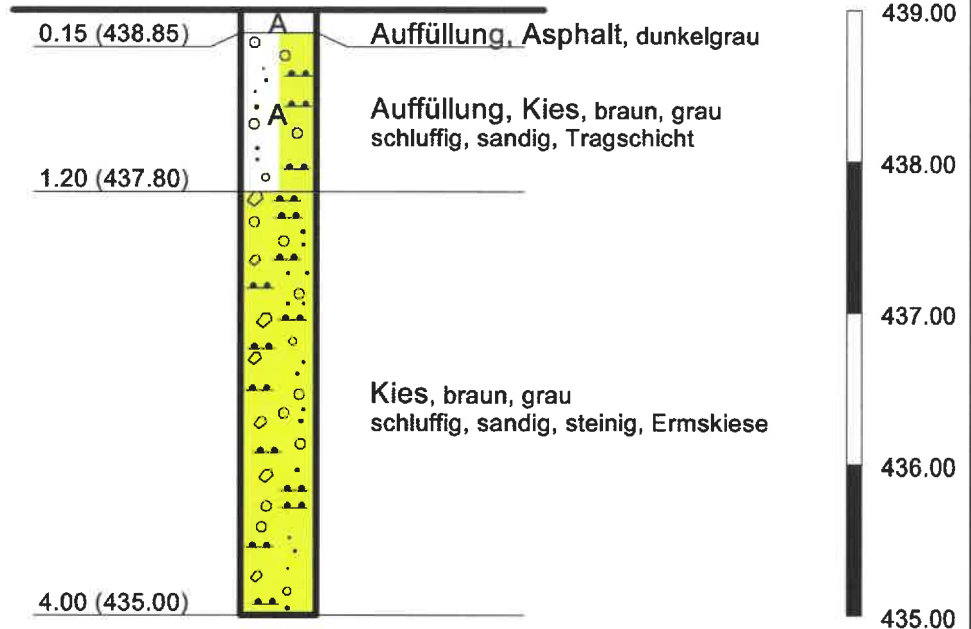 439.00
A
0.15 (438.85)
Auffüllung, Asphalt, dunkelgrau
A
Auffüllung, Kies, braun, grau
schluffig, sandig, Tragschicht
438.00
1.20 (437.80)
437.00
Kies, braun, grau
schluffig, sandig, steinig, Ermskiese
436.00
4.00 (435.00)
435.00